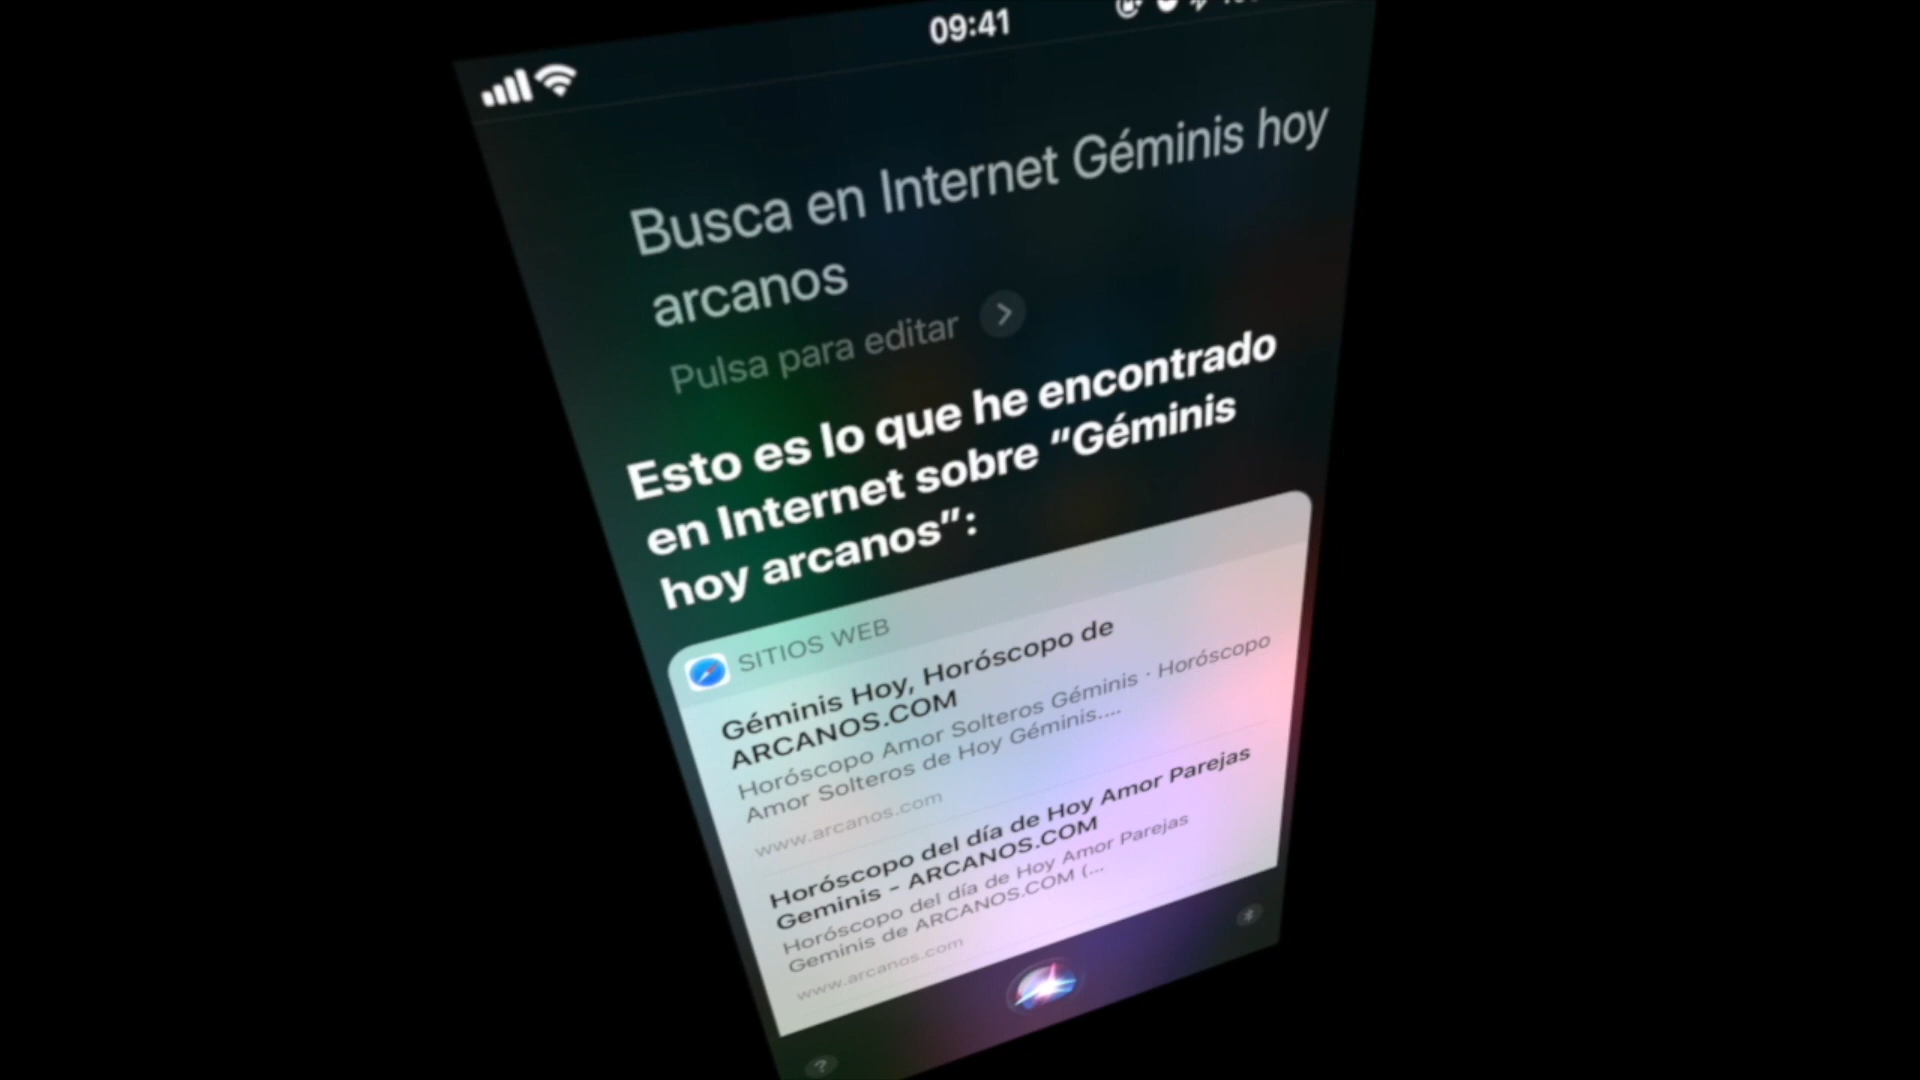 09:41
Busca en Internet Géminis hoy
arcanos
Pulsa para editar
Esto es lo que he encontrado
en Internet sobre “Géminis
hoy arcanos”:
SITIOS WEB
Géminis Hoy, Horóscopo de
ARCANOS.COM
Horóscopo Amor Solteros Géminis · Horóscopo
Amor Solteros de Hoy Géminis....
www.arcanos.com
Horóscopo del día de Hoy Amor Parejas
Geminis - ARCANOS.COM
Horóscopo del día de Hoy Amor Parejas
Geminis de ARCANOS.COM (...
www.arcanos.com
?